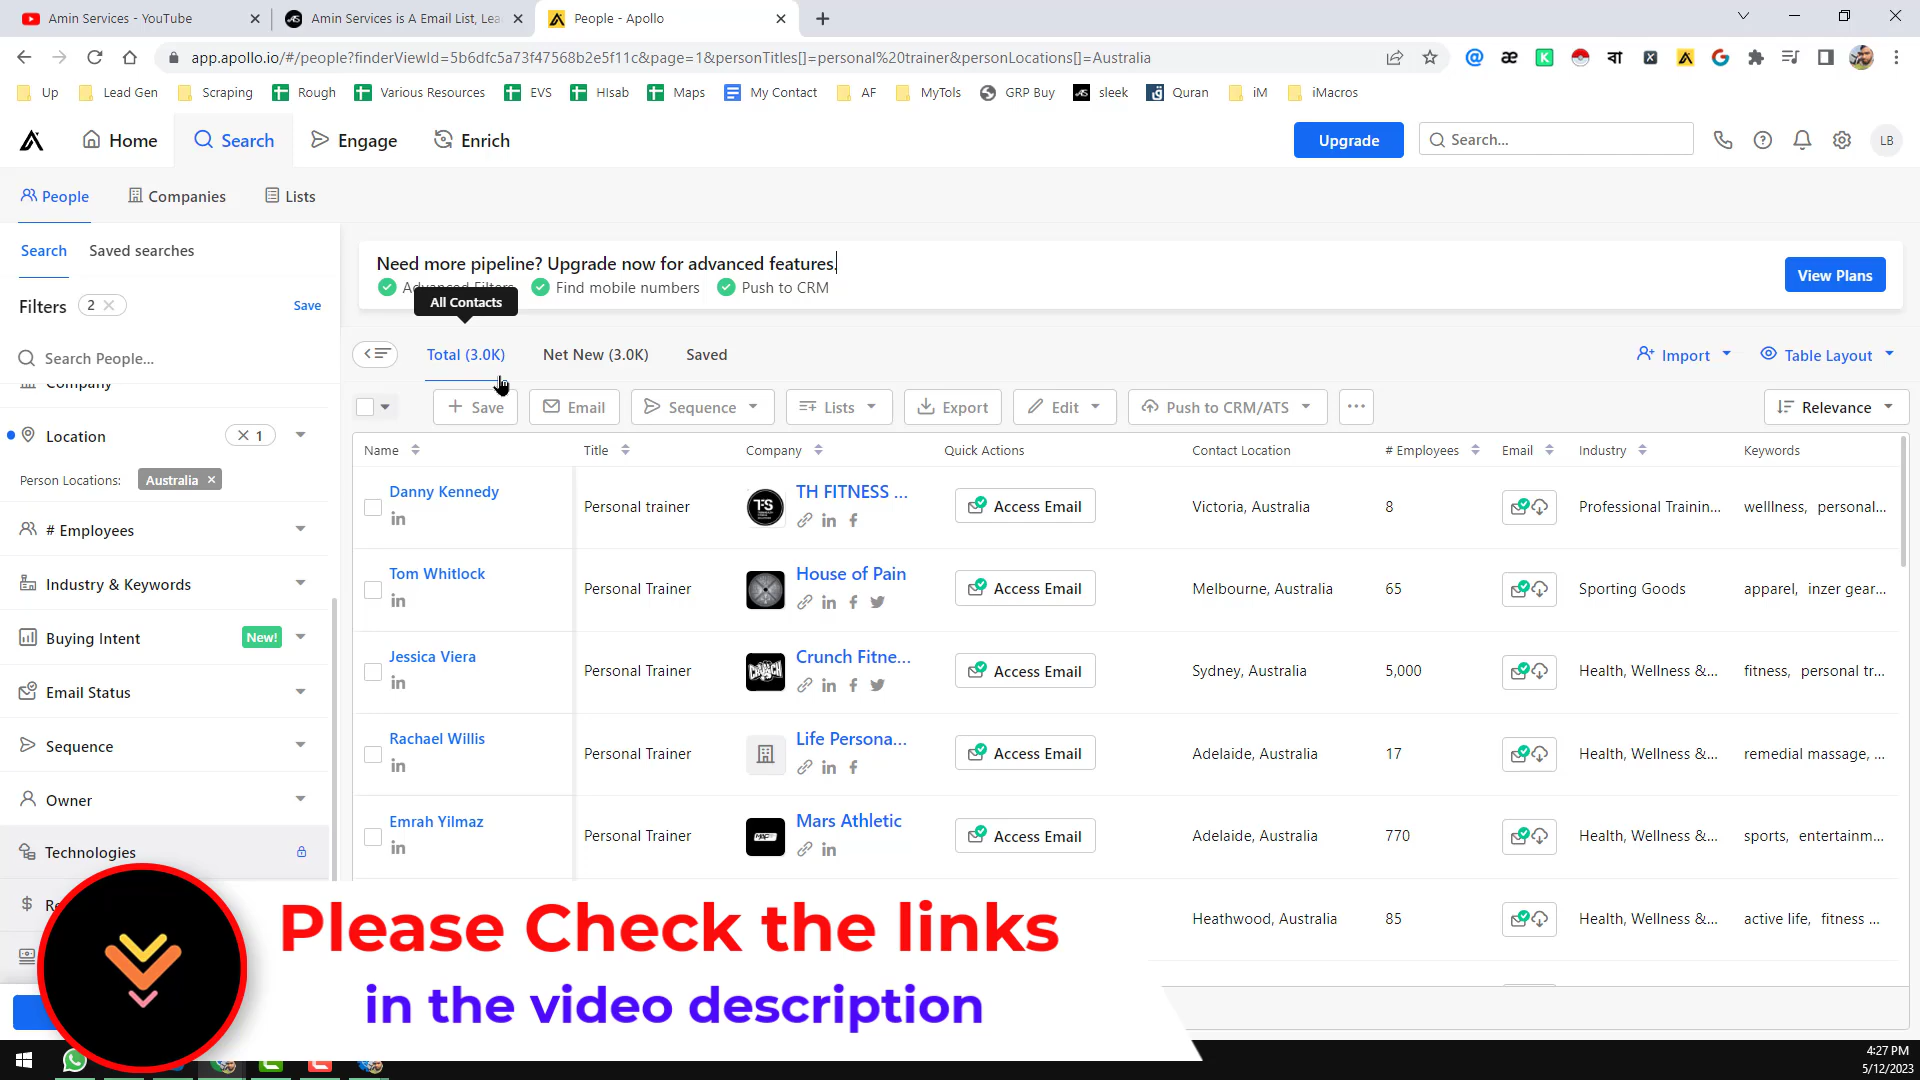 Amin Services - YouTube
Amin Services is A Email List, Lea
People - Apollo
app.apollo.io/#/people?finderViewId=5b6dfc5a73f47568b2e5f11c&page=1&personTitles[]=personal%20trainer&personLocations[]=Australia
Up
Lead Gen
Scraping
Rough
Various Resources
EVS
HIsab
Maps
My Contact
AF
MyTols
GRP Buy
sleek
Quran
iM
iMacros
Home
Search
Engage
Enrich
Upgrade
Search...
LB
People
Companies
Lists
Search
Saved searches
Need more pipeline? Upgrade now for advanced features.
Find mobile numbers
Push to CRM
View Plans
All Contacts
Filters
2
Save
Search People...
Total (3.0K)
Net New (3.0K)
Saved
Import
Table Layout
Company
Save
Email
Sequence
Lists
Export
Edit
Push to CRM/ATS
Relevance
Location
1
Person Locations:
Australia
# Employees
Industry & Keywords
Buying Intent
New!
Email Status
Sequence
Owner
Technologies
Name
Title
Company
Quick Actions
Contact Location
# Employees
Email
Industry
Keywords
Danny Kennedy
Personal trainer
TH FITNESS ...
Access Email
Victoria, Australia
8
Professional Trainin...
welllness, personal...
Tom Whitlock
Personal Trainer
House of Pain
Access Email
Melbourne, Australia
65
Sporting Goods
apparel, inzer gear...
Jessica Viera
Personal Trainer
Crunch Fitne...
Access Email
Sydney, Australia
5,000
Health, Wellness &...
fitness, personal tr...
Rachael Willis
Personal Trainer
Life Persona...
Access Email
Adelaide, Australia
17
Health, Wellness &...
remedial massage, ...
Emrah Yilmaz
Personal Trainer
Mars Athletic
Access Email
Adelaide, Australia
770
Health, Wellness &...
sports, entertainm...
Heathwood, Australia
85
Health, Wellness &...
active life, fitness ...
Please Check the links
in the video description
4:27 PM
5/12/2023